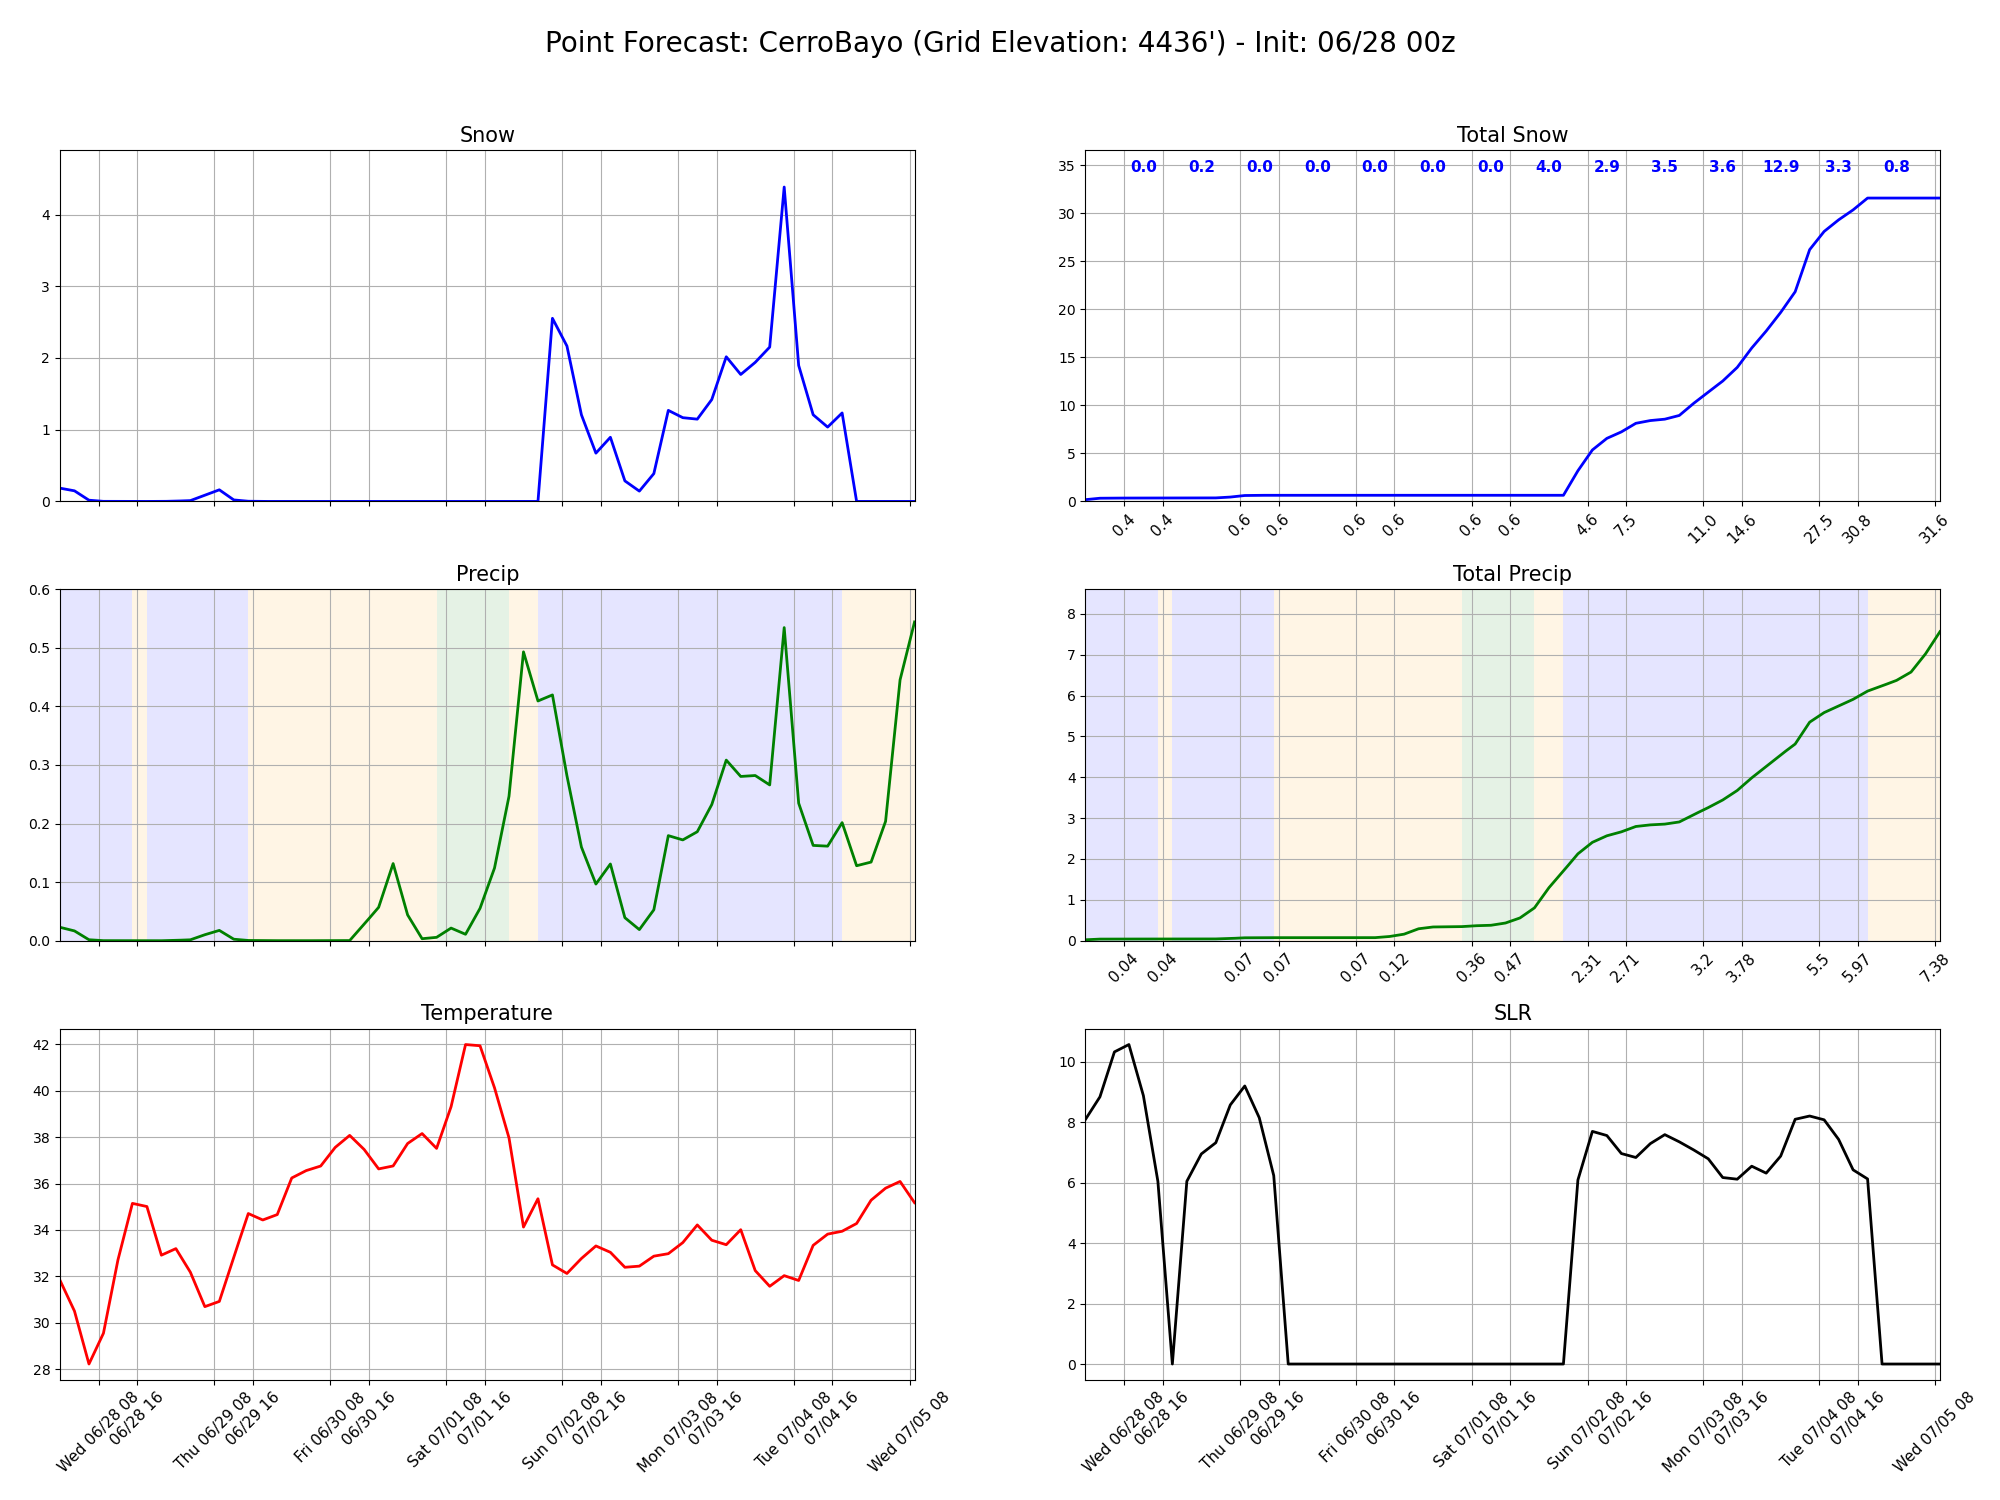 Point Forecast: CerroBayo (Grid Elevation: 4436') - Init: 06/28 00z
Snow
4
3
2
1
0
Total Snow
0.0 0.2 0.0 0.0 0.0 0.0 0.0 4.0 2.9 3.5 3.6 12.9 3.3 0.8
35
30
25
20
15
10
5
0
0.4 0.4 0.6 0.6 0.6 0.6 0.6 0.6 4.6 7.5 11.0 14.6 27.5 30.8 31.6
Precip
0.6
0.5
0.4
0.3
0.2
0.1
0.0
Total Precip
8
7
6
5
4
3
2
1
0
0.04 0.04 0.07 0.07 0.07 0.12 0.36 0.47 2.31 2.71 3.2 3.78 5.5 5.97 7.38
Temperature
42
40
38
36
34
32
30
28
Wed 06/28 08
06/28 16
Thu 06/29 08
06/29 16
Fri 06/30 08
06/30 16
Sat 07/01 08
07/01 16
Sun 07/02 08
07/02 16
Mon 07/03 08
07/03 16
Tue 07/04 08
07/04 16
Wed 07/05 08
SLR
10
8
6
4
2
0
Wed 06/28 08
06/28 16
Thu 06/29 08
06/29 16
Fri 06/30 08
06/30 16
Sat 07/01 08
07/01 16
Sun 07/02 08
07/02 16
Mon 07/03 08
07/03 16
Tue 07/04 08
07/04 16
Wed 07/05 08